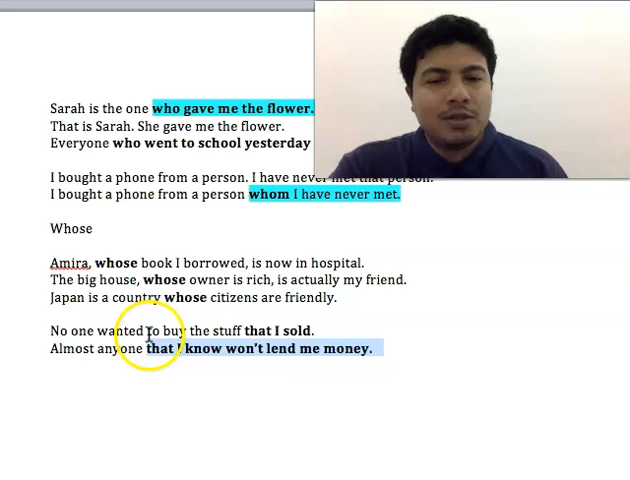 Sarah is the one who gave me the flower.
That is Sarah. She gave me the flower.
Everyone who went to school yesterday
I bought a phone from a person. I have never met that person.
I bought a phone from a person whom I have never met.
Whose
Amira, whose book I borrowed, is now in hospital.
The big house, whose owner is rich, is actually my friend.
Japan is a country whose citizens are friendly.
No one wanted to buy the stuff that I sold.
Almost anyone that I know won't lend me money.